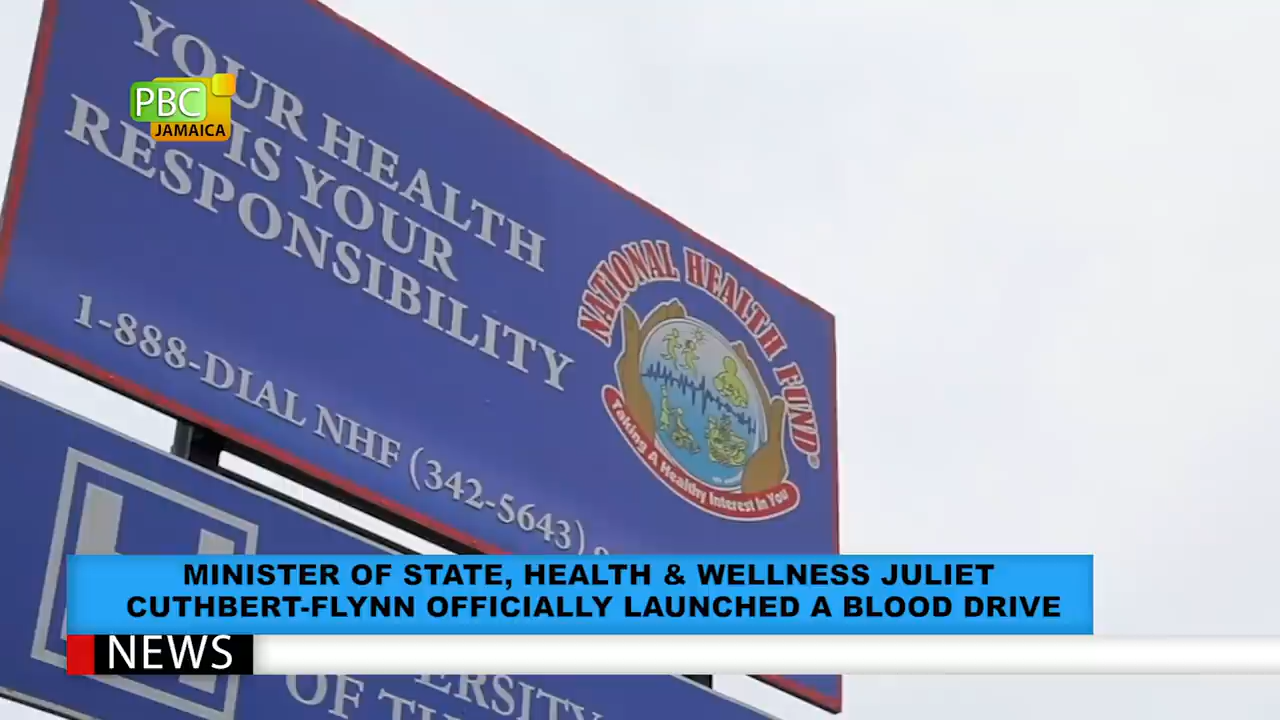 YOUR HEALTH
IS YOUR
RESPONSIBILITY
1-888-DIAL NHF (342-5643)
NATIONAL HEALTH FUND
Taking A Healthy Interest In You
PBC
JAMAICA
H
OF
MINISTER OF STATE, HEALTH & WELLNESS JULIET
CUTHBERT-FLYNN OFFICIALLY LAUNCHED A BLOOD DRIVE
NEWS